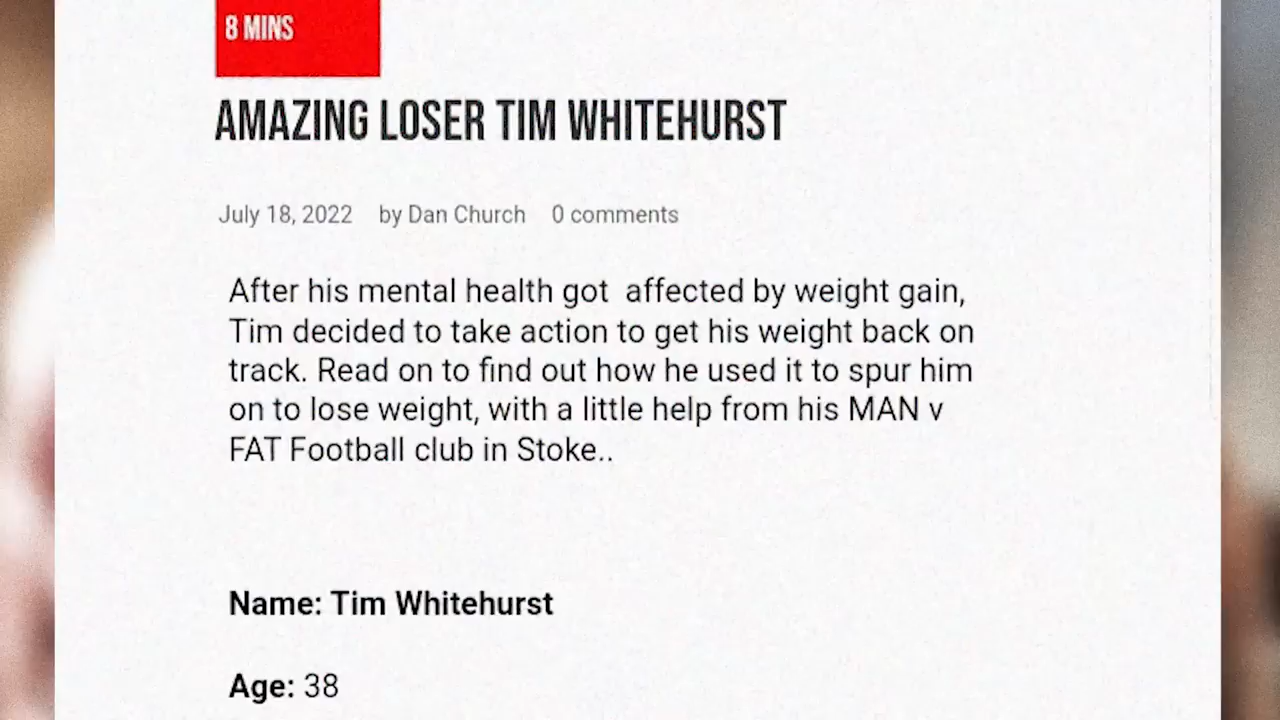 8 MINS
AMAZING LOSER TIM WHITEHURST
July 18, 2022 by Dan Church 0 comments
After his mental health got  affected by weight gain,
Tim decided to take action to get his weight back on
track. Read on to find out how he used it to spur him
on to lose weight, with a little help from his MAN v
FAT Football club in Stoke..
Name: Tim Whitehurst
Age: 38